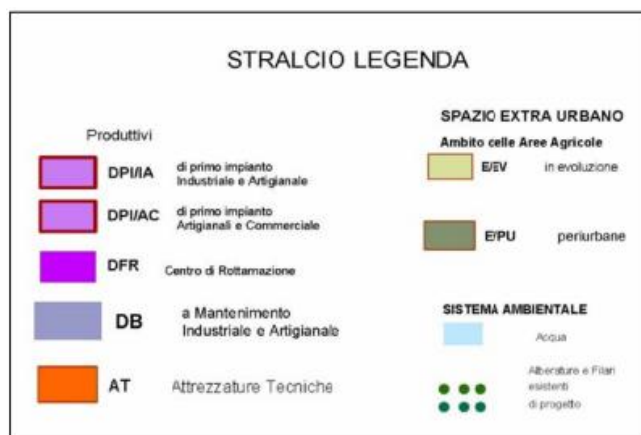 STRALCIO LEGENDA
Produttivi
DPI/IA di primo impianto
Industriale e Artigianale
DPI/AC di primo impianto
Artigianali e Commerciale
DFR Centro di Rottamazione
DB a Mantenimento
Industriale e Artigianale
AT Attrezzature Tecniche
SPAZIO EXTRA URBANO
Ambito celle Aree Agricole
E/EV in evoluzione
E/PU periurbane
SISTEMA AMBIENTALE
Acqua
Alberature e Filari
esistenti
di progetto